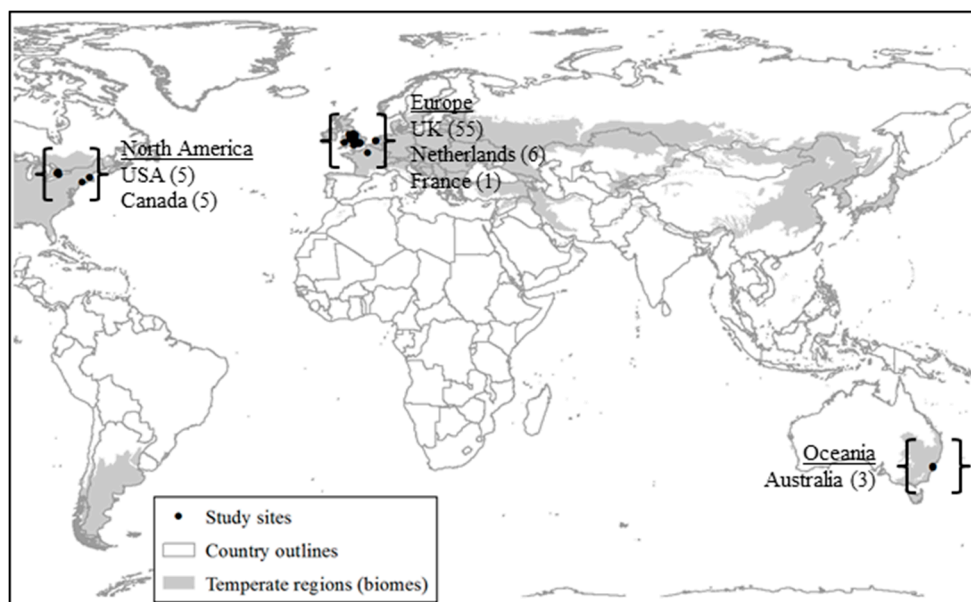 North America
USA (5)
Canada (5)
Europe
UK (55)
Netherlands (6)
France (1)
Oceania
Australia (3)
Study sites
Country outlines
Temperate regions (biomes)